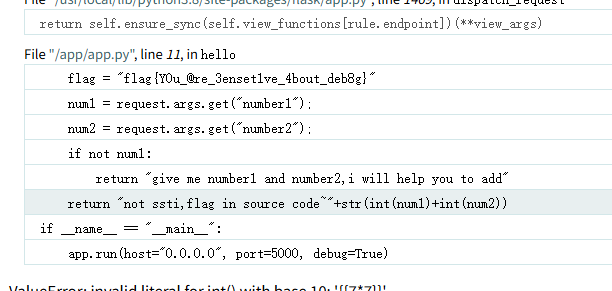 File "/usr/local/lib/python3.8/site-packages/flask/app.py", line 1469, in dispatch_request
return self.ensure_sync(self.view_functions[rule.endpoint])(**view_args)
File "/app/app.py", line 11, in hello
flag = "flag{Y0u_@re_3enset1ve_4bout_deb8g}"
num1 = request.args.get("number1");
num2 = request.args.get("number2");
if not num1:
return "give me number1 and number2,i will help you to add"
return "not ssti,flag in source code~"+str(int(num1)+int(num2))
if __name__ == "__main__":
app.run(host="0.0.0.0", port=5000, debug=True)
ValueError: invalid literal for int() with base 10: '{{7*7}}'